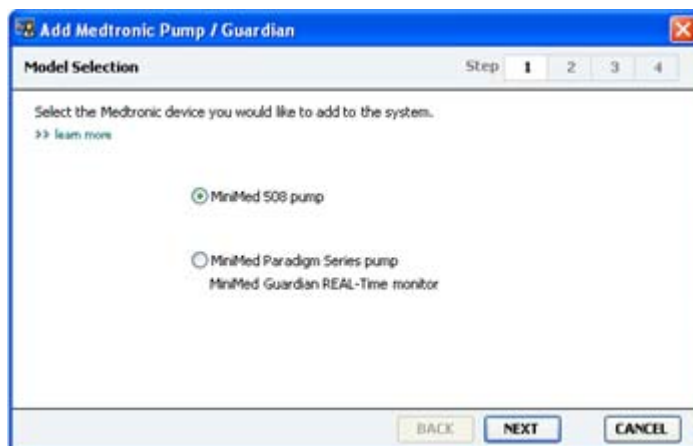 Add Medtronic Pump / Guardian
Model Selection Step 1 2 3 4
Select the Medtronic device you would like to add to the system.
>> learn more
MiniMed 508 pump
MiniMed Paradigm Series pump
MiniMed Guardian REAL-Time monitor
BACK NEXT CANCEL